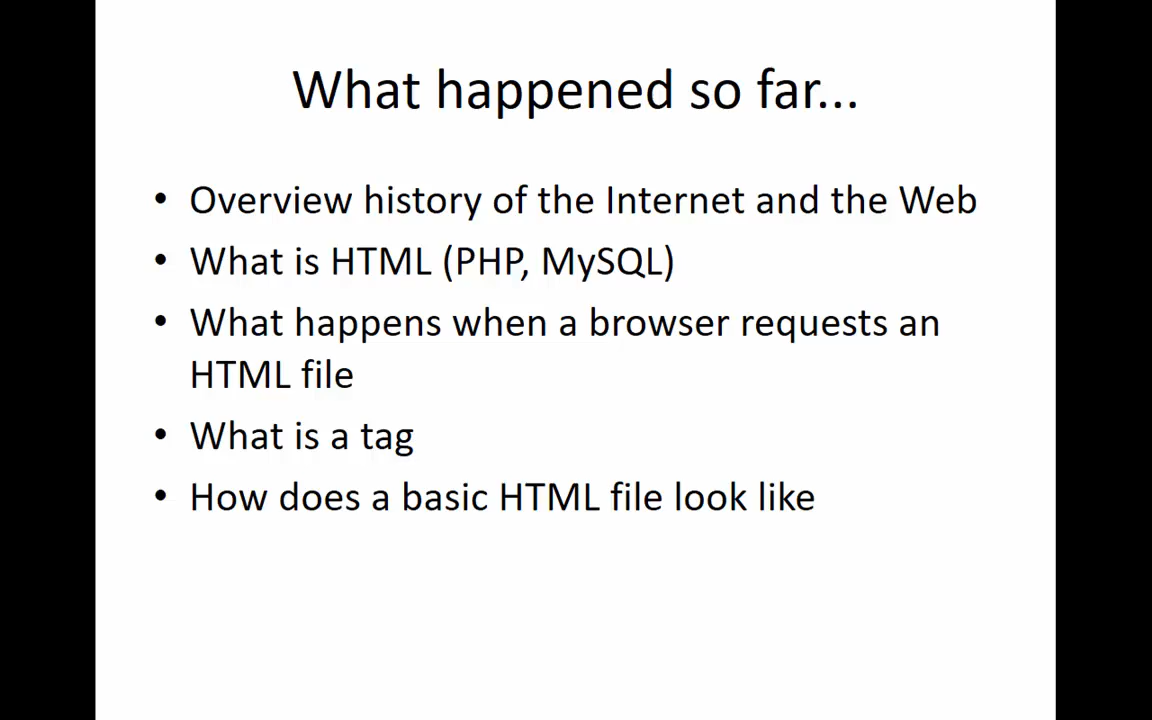 What happened so far...
• Overview history of the Internet and the Web
• What is HTML (PHP, MySQL)
• What happens when a browser requests an
HTML file
• What is a tag
• How does a basic HTML file look like